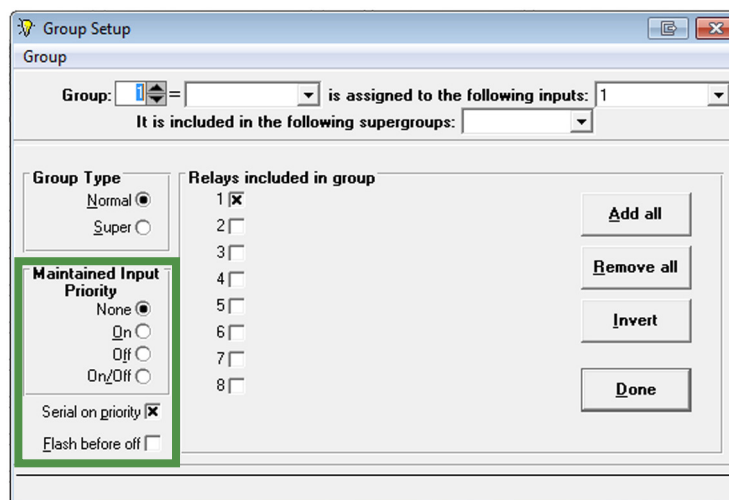 Group Setup
Group
Group: 1 = is assigned to the following inputs: 1
It is included in the following supergroups:
Group Type
Normal
Super
Maintained Input
Priority
None
On
Off
On/Off
Serial on priority
Flash before off
Relays included in group
1
2
3
4
5
6
7
8
Add all
Remove all
Invert
Done